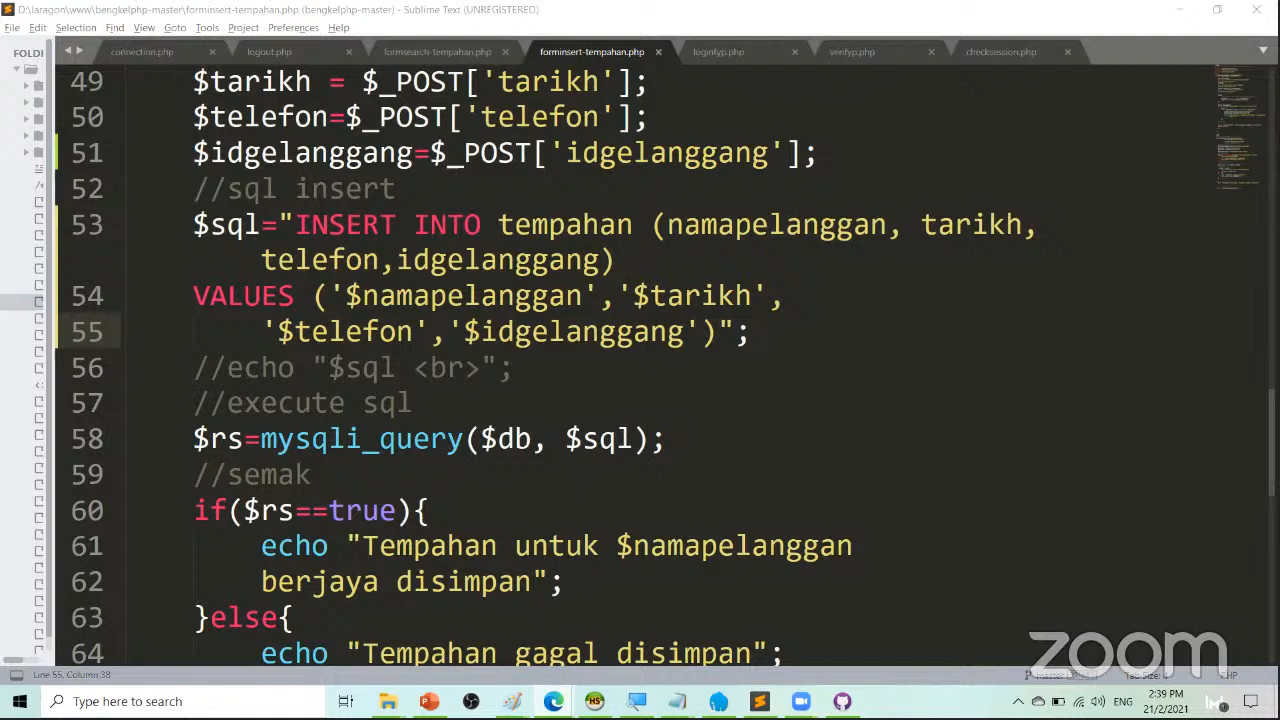 D:\laragon\www\bengkelphp-master\forminsert-tempahan.php (bengkelphp-master) - Sublime Text (UNREGISTERED)
File Edit Selection Find View Goto Tools Project Preferences Help
FOLDI connection.php logout.php formsearch-tempahan.php forminsert-tempahan.php loginfyp.php verifyp.php checksession.php
49 $tarikh = $_POST['tarikh'];
50 $telefon=$_POST['telefon'];
51 $idgelanggang=$_POST['idgelanggang'];
52 //sql insert
53 $sql="INSERT INTO tempahan (namapelanggan, tarikh,
telefon,idgelanggang)
54 VALUES ('$namapelanggan','$tarikh',
55 '$telefon','$idgelanggang')";
56 //echo "$sql <br>";
57 //execute sql
58 $rs=mysqli_query($db, $sql);
59 //semak
60 if($rs==true){
61 echo "Tempahan untuk $namapelanggan
62 berjaya disimpan";
63 }else{
64 echo "Tempahan gagal disimpan";
zoom
Line 55, Column 38
Type here to search
2:39 PM
21/2/2021